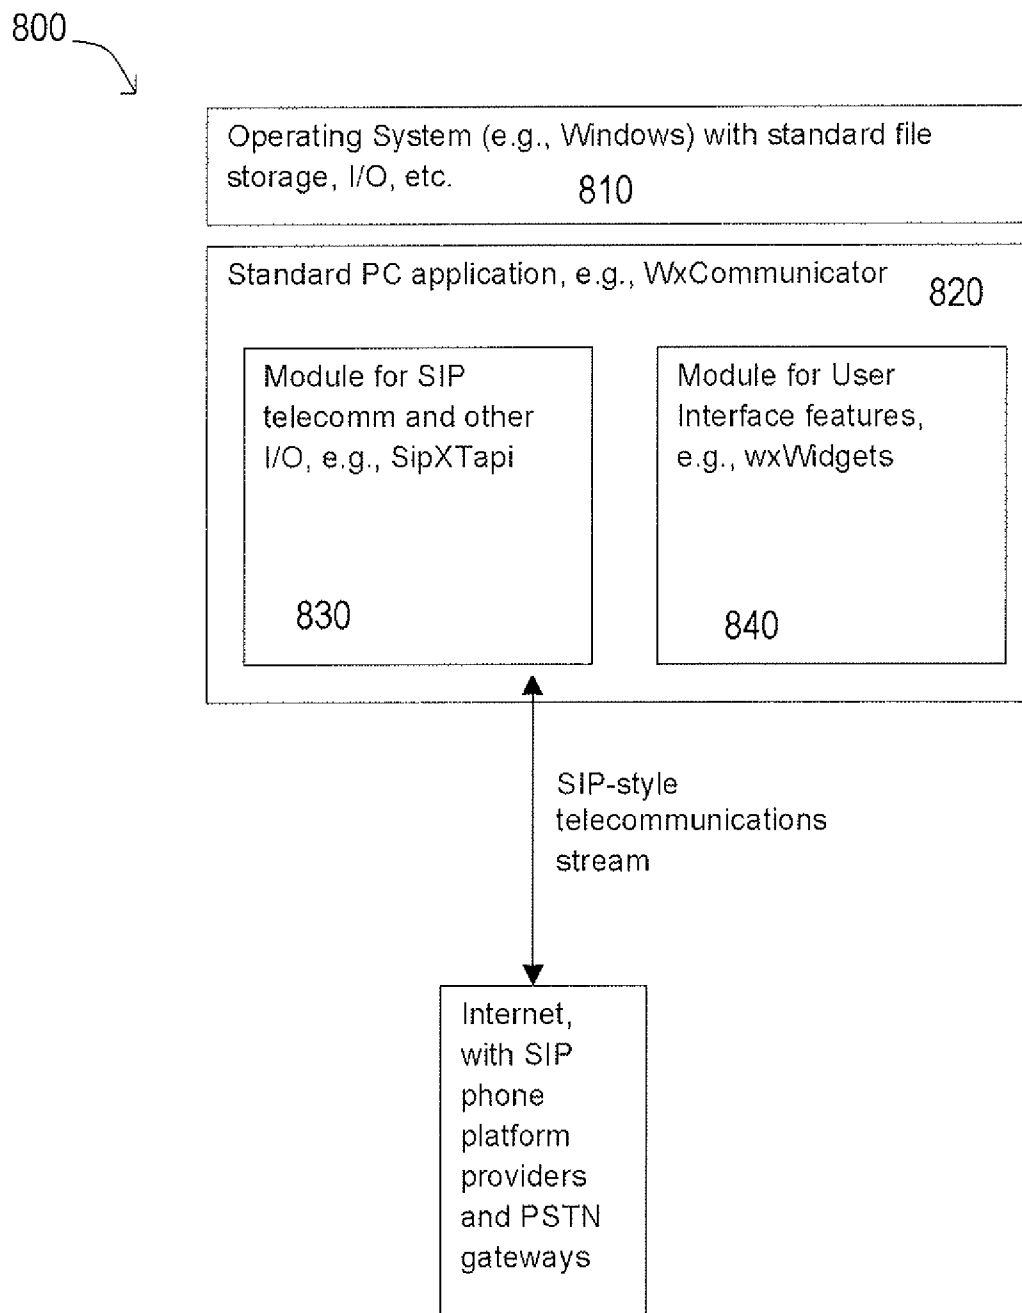 800
Operating System (e.g., Windows) with standard file
storage, I/O, etc.
810
Standard PC application, e.g., WxCommunicator
820
Module for SIP
telecomm and other
I/O, e.g., SipXTapi
830
Module for User
Interface features,
e.g., wxWidgets
840
SIP-style
telecommunications
stream
Internet,
with SIP
phone
platform
providers
and PSTN
gateways